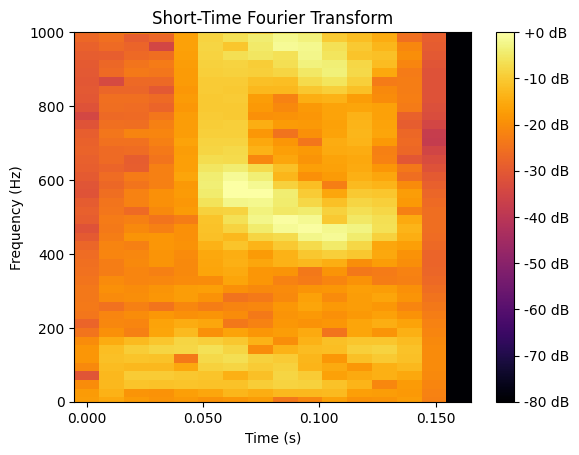 Short-Time Fourier Transform
1000
800
600
400
200
0
Frequency (Hz)
0.000
0.050
0.100
0.150
Time (s)
+0 dB
-10 dB
-20 dB
-30 dB
-40 dB
-50 dB
-60 dB
-70 dB
-80 dB